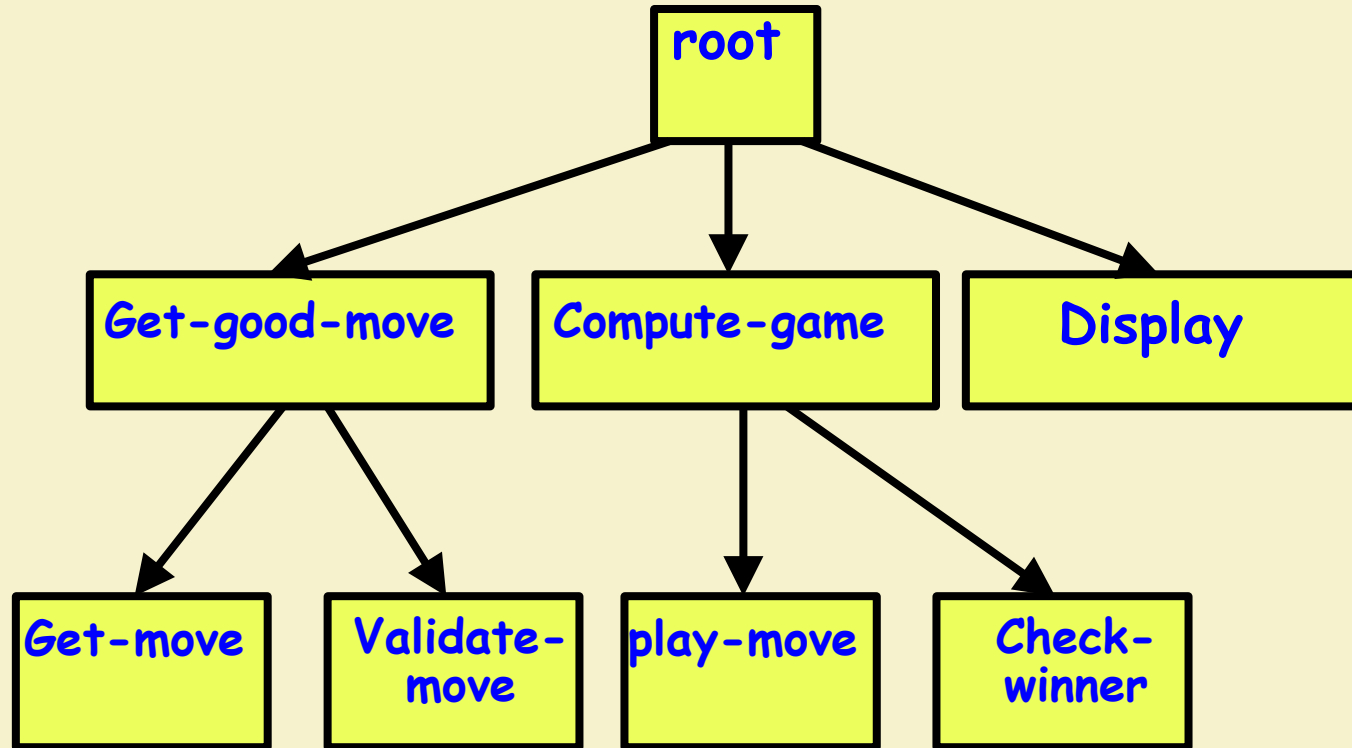 root
Get-good-move
Compute-game
Display
Get-move
Validate-
move
play-move
Check-
winner